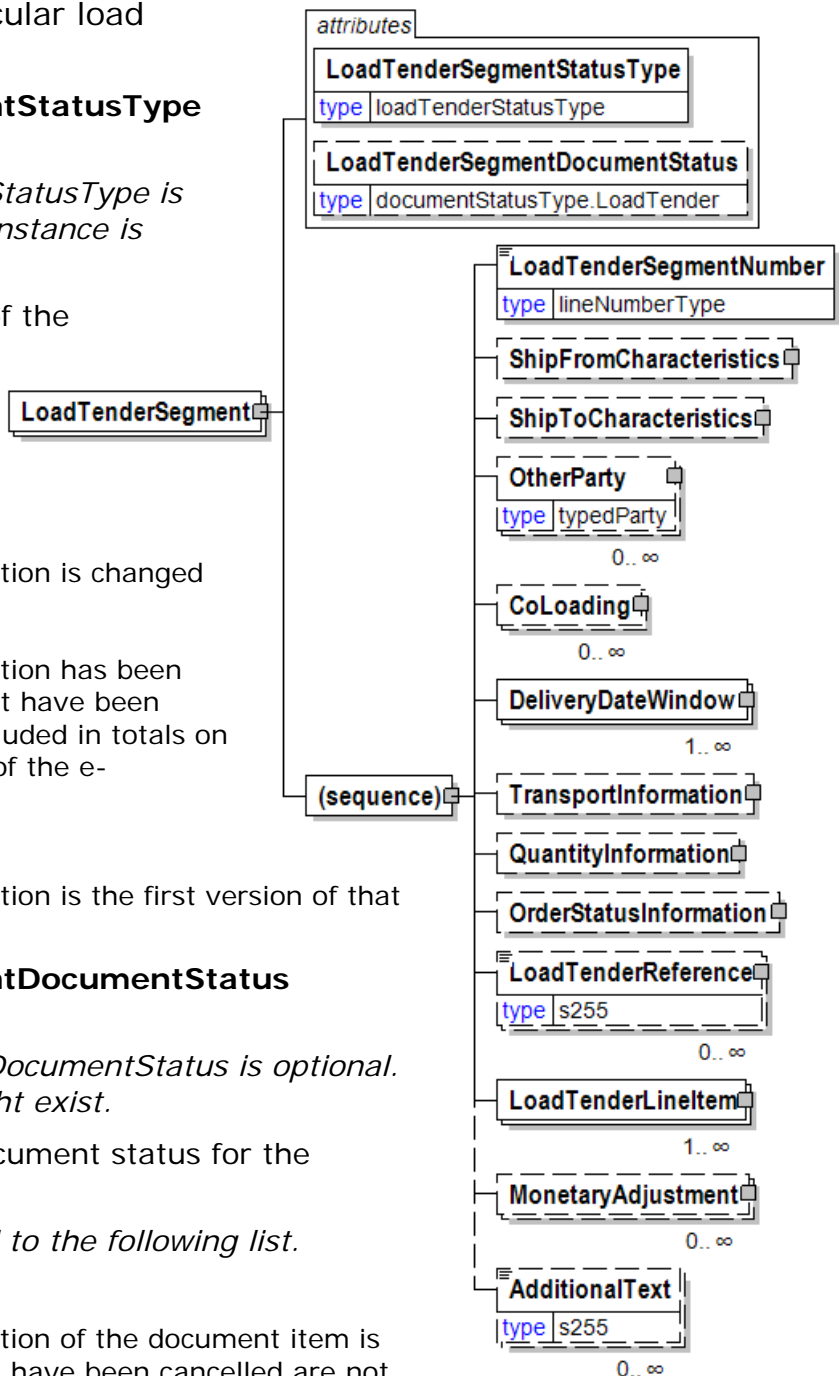 cular load
ntStatusType
StatusType is
nstance is
f the
tion is changed
tion has been
t have been
luded in totals on
of the e-
tion is the first version of that
ntDocumentStatus
DocumentStatus is optional.
ht exist.
cument status for the
l to the following list.
tion of the document item is
have been cancelled are not
LoadTenderSegment
attributes
LoadTenderSegmentStatusType
type loadTenderStatusType
LoadTenderSegmentDocumentStatus
type documentStatusType.LoadTender
(sequence)
LoadTenderSegmentNumber
type lineNumberType
ShipFromCharacteristics
ShipToCharacteristics
OtherParty
type typedParty
0.. ∞
CoLoading
0.. ∞
DeliveryDateWindow
1.. ∞
TransportInformation
QuantityInformation
OrderStatusInformation
LoadTenderReference
type s255
0.. ∞
LoadTenderLineItem
1.. ∞
MonetaryAdjustment
0.. ∞
AdditionalText
type s255
0.. ∞